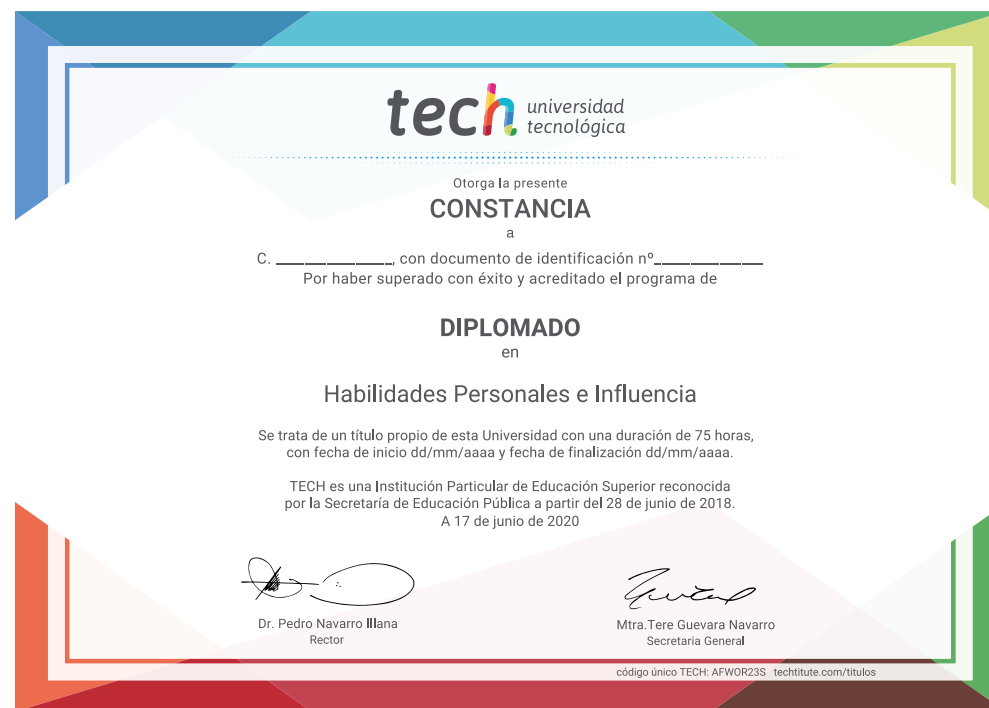 tech universidad
tecnológica
Otorga la presente
CONSTANCIA
a
C. ______________, con documento de identificación nº_____________
Por haber superado con éxito y acreditado el programa de
DIPLOMADO
en
Habilidades Personales e Influencia
Se trata de un título propio de esta Universidad con una duración de 75 horas,
con fecha de inicio dd/mm/aaaa y fecha de finalización dd/mm/aaaa.
TECH es una Institución Particular de Educación Superior reconocida
por la Secretaría de Educación Pública a partir del 28 de junio de 2018.
A 17 de junio de 2020
Dr. Pedro Navarro Illana
Rector
Mtra.Tere Guevara Navarro
Secretaria General
código único TECH: AFWOR23S techtitute.com/titulos